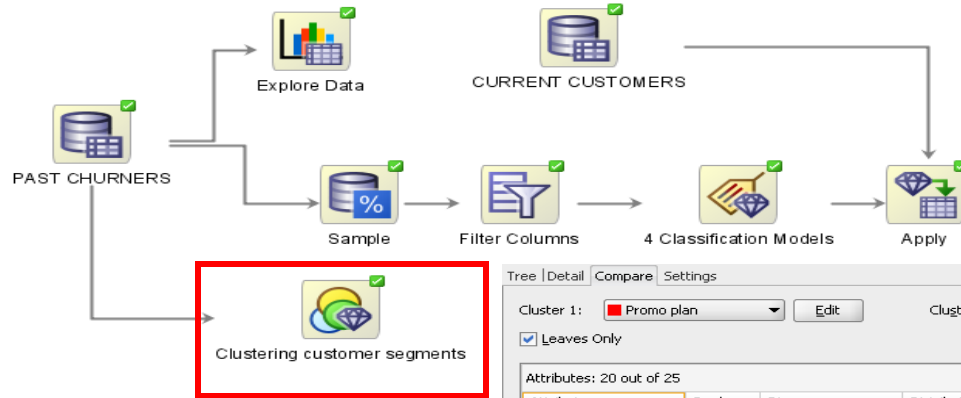 Explore Data
CURRENT CUSTOMERS
PAST CHURNERS
%
Sample
Filter Columns
4 Classification Models
Apply
Clustering customer segments
Tree | Detail Compare Settings
Cluster 1: Promo plan Edit
Leaves Only
Attributes: 20 out of 25